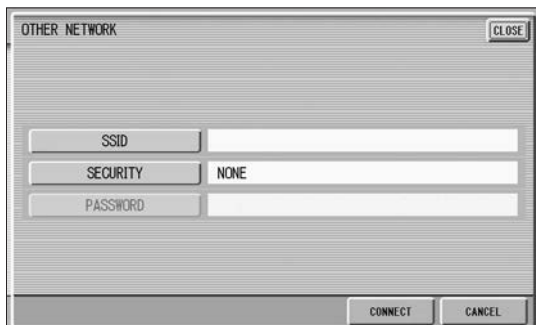 OTHER NETWORK CLOSE
SSID
SECURITY NONE
PASSWORD
CONNECT CANCEL